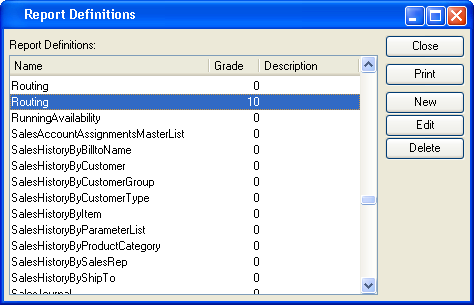 Report Definitions
Report Definitions:
Close
Name Grade Description
Print
Routing 0
Routing 10
New
RunningAvailability 0
Edit
SalesAccountAssignmentsMasterList 0
SalesHistoryByBilltoName 0
Delete
SalesHistoryByCustomer 0
SalesHistoryByCustomerGroup 0
SalesHistoryByCustomerType 0
SalesHistoryByItem 0
SalesHistoryByParameterList 0
SalesHistoryByProductCategory 0
SalesHistoryBySalesRep 0
SalesHistoryByShipTo 0
SalesJournal 0